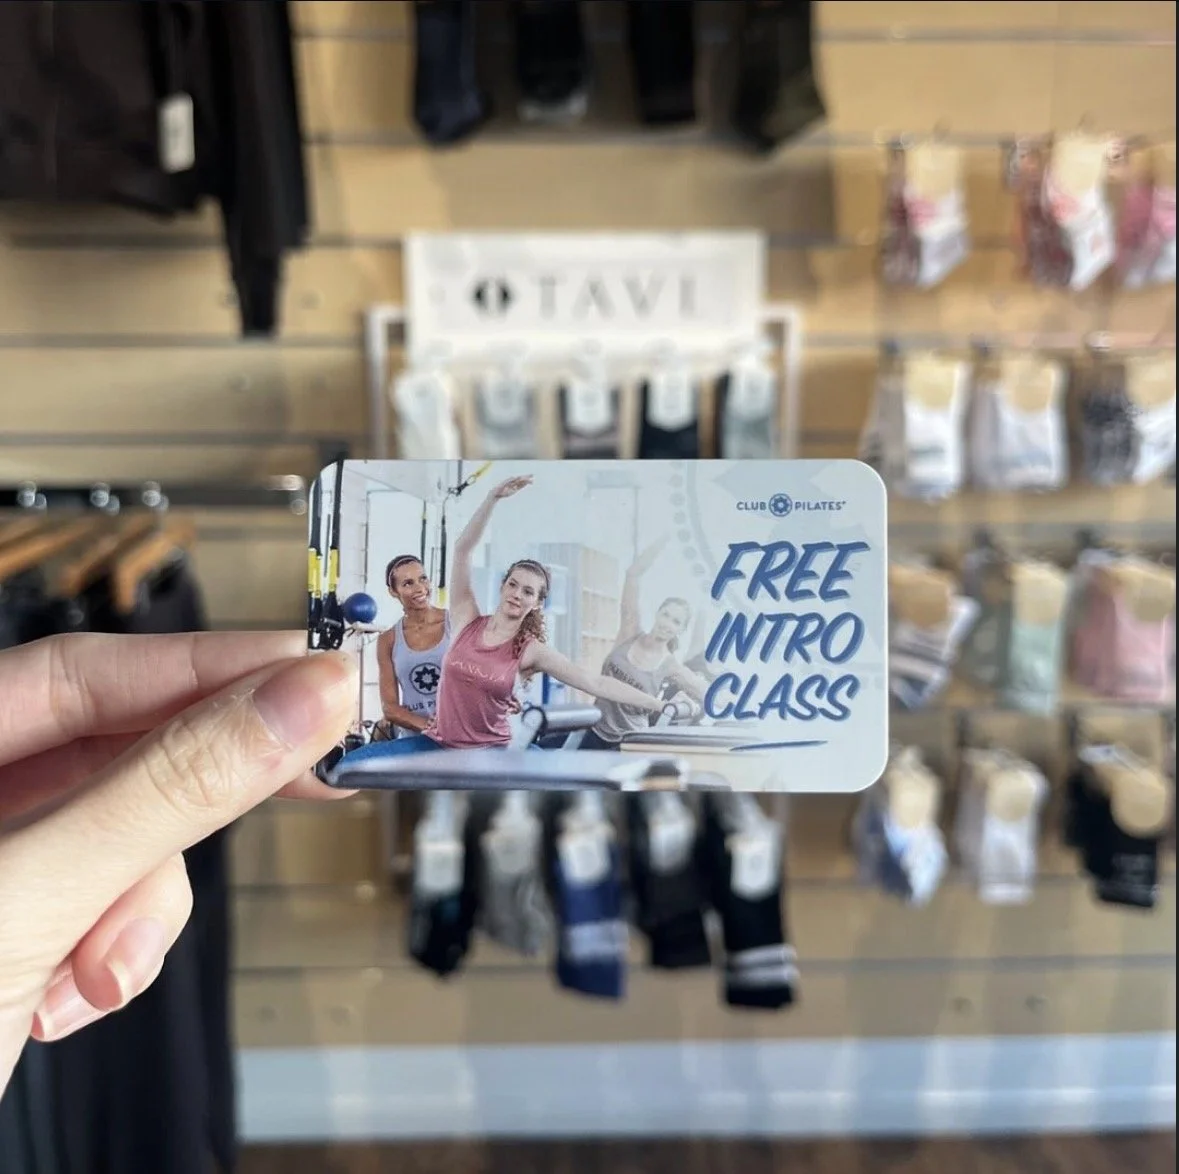 TAVI
CLUB PILATES
FREE
INTRO
CLASS